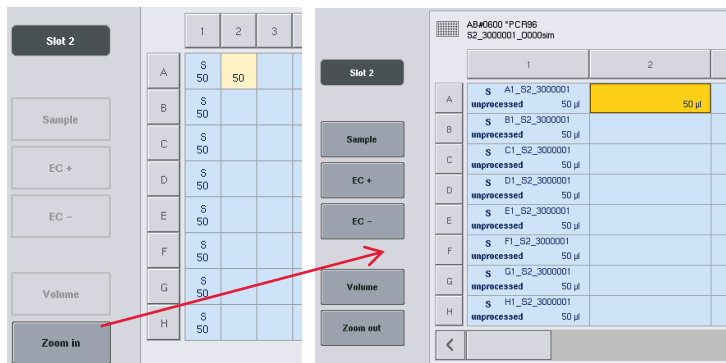 Slot 2
Sample
EC +
EC -
Volume
Zoom in
1 2 3
A S 50 50
B S 50
C S 50
D S 50
E S 50
F S 50
G S 50
H S 50
AB#0600 *PCR96
S2_3000001_0000sim
Slot 2
Sample
EC +
EC -
Volume
Zoom out
1 2
A S A1_S2_3000001
unprocessed 50 µl 50 µl
B S B1_S2_3000001
unprocessed 50 µl
C S C1_S2_3000001
unprocessed 50 µl
D S D1_S2_3000001
unprocessed 50 µl
E S E1_S2_3000001
unprocessed 50 µl
F S F1_S2_3000001
unprocessed 50 µl
G S G1_S2_3000001
unprocessed 50 µl
H S H1_S2_3000001
unprocessed 50 µl
<